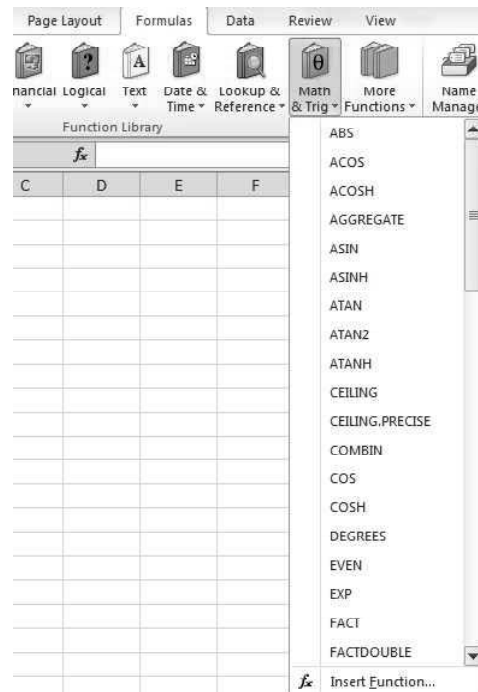 Page Layout Formulas Data Review View
nancial Logical Text Date & Lookup & Math More Name
Time Reference & Trig Functions Manage
Function Library
fx
C D E F
ABS
ACOS
ACOSH
AGGREGATE
ASIN
ASINH
ATAN
ATAN2
ATANH
CEILING
CEILING.PRECISE
COMBIN
COS
COSH
DEGREES
EVEN
EXP
FACT
FACTDOUBLE
fx Insert Function...